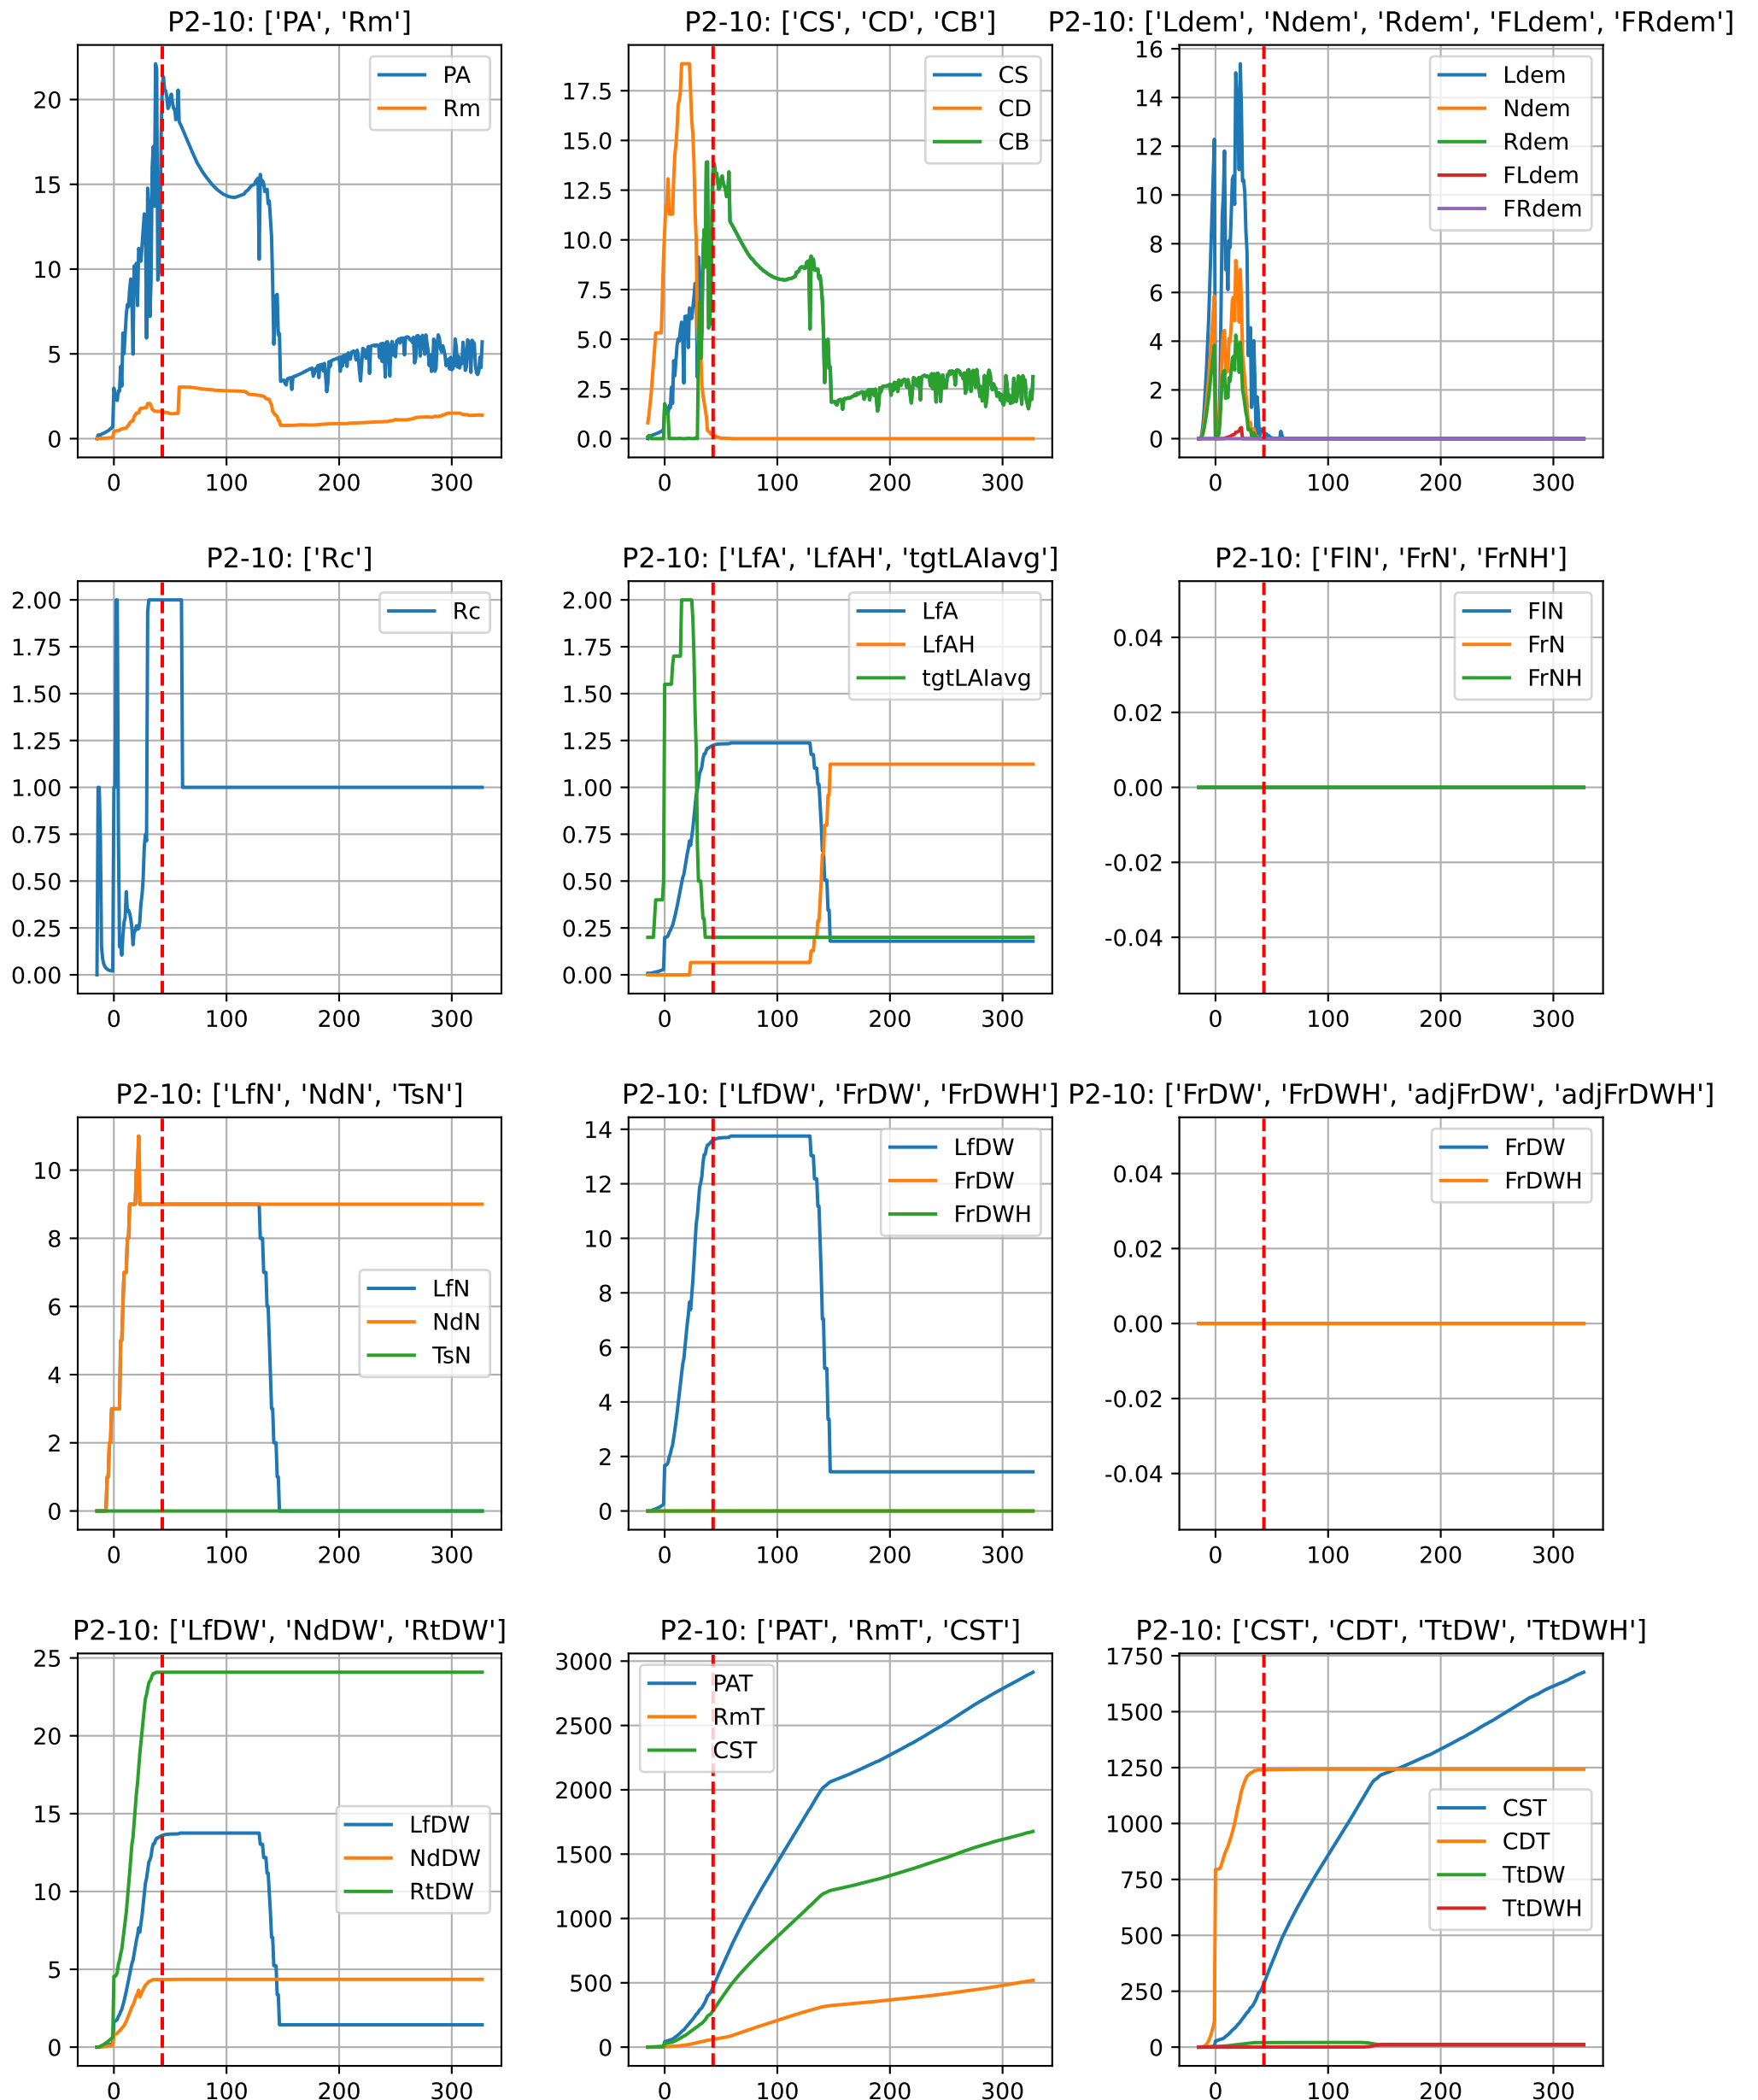 P2-10: ['PA', 'Rm']
PA
Rm
20
15
10
5
0
0 100 200 300
P2-10: ['CS', 'CD', 'CB']
CS
CD
CB
17.5
15.0
12.5
10.0
7.5
5.0
2.5
0.0
0 100 200 300
P2-10: ['Ldem', 'Ndem', 'Rdem', 'FLdem', 'FRdem']
Ldem
Ndem
Rdem
FLdem
FRdem
16
14
12
10
8
6
4
2
0
0 100 200 300
P2-10: ['Rc']
Rc
2.00
1.75
1.50
1.25
1.00
0.75
0.50
0.25
0.00
0 100 200 300
P2-10: ['LfA', 'LfAH', 'tgtLAIavg']
LfA
LfAH
tgtLAIavg
2.00
1.75
1.50
1.25
1.00
0.75
0.50
0.25
0.00
0 100 200 300
P2-10: ['FlN', 'FrN', 'FrNH']
FlN
FrN
FrNH
0.04
0.02
0.00
-0.02
-0.04
0 100 200 300
P2-10: ['LfN', 'NdN', 'TsN']
LfN
NdN
TsN
10
8
6
4
2
0
0 100 200 300
P2-10: ['LfDW', 'FrDW', 'FrDWH']
LfDW
FrDW
FrDWH
14
12
10
8
6
4
2
0
0 100 200 300
P2-10: ['FrDW', 'FrDWH', 'adjFrDW', 'adjFrDWH']
FrDW
FrDWH
0.04
0.02
0.00
-0.02
-0.04
0 100 200 300
P2-10: ['LfDW', 'NdDW', 'RtDW']
LfDW
NdDW
RtDW
25
20
15
10
5
0
0 100 200 300
P2-10: ['PAT', 'RmT', 'CST']
PAT
RmT
CST
3000
2500
2000
1500
1000
500
0
0 100 200 300
P2-10: ['CST', 'CDT', 'TtDW', 'TtDWH']
CST
CDT
TtDW
TtDWH
1750
1500
1250
1000
750
500
250
0
0 100 200 300